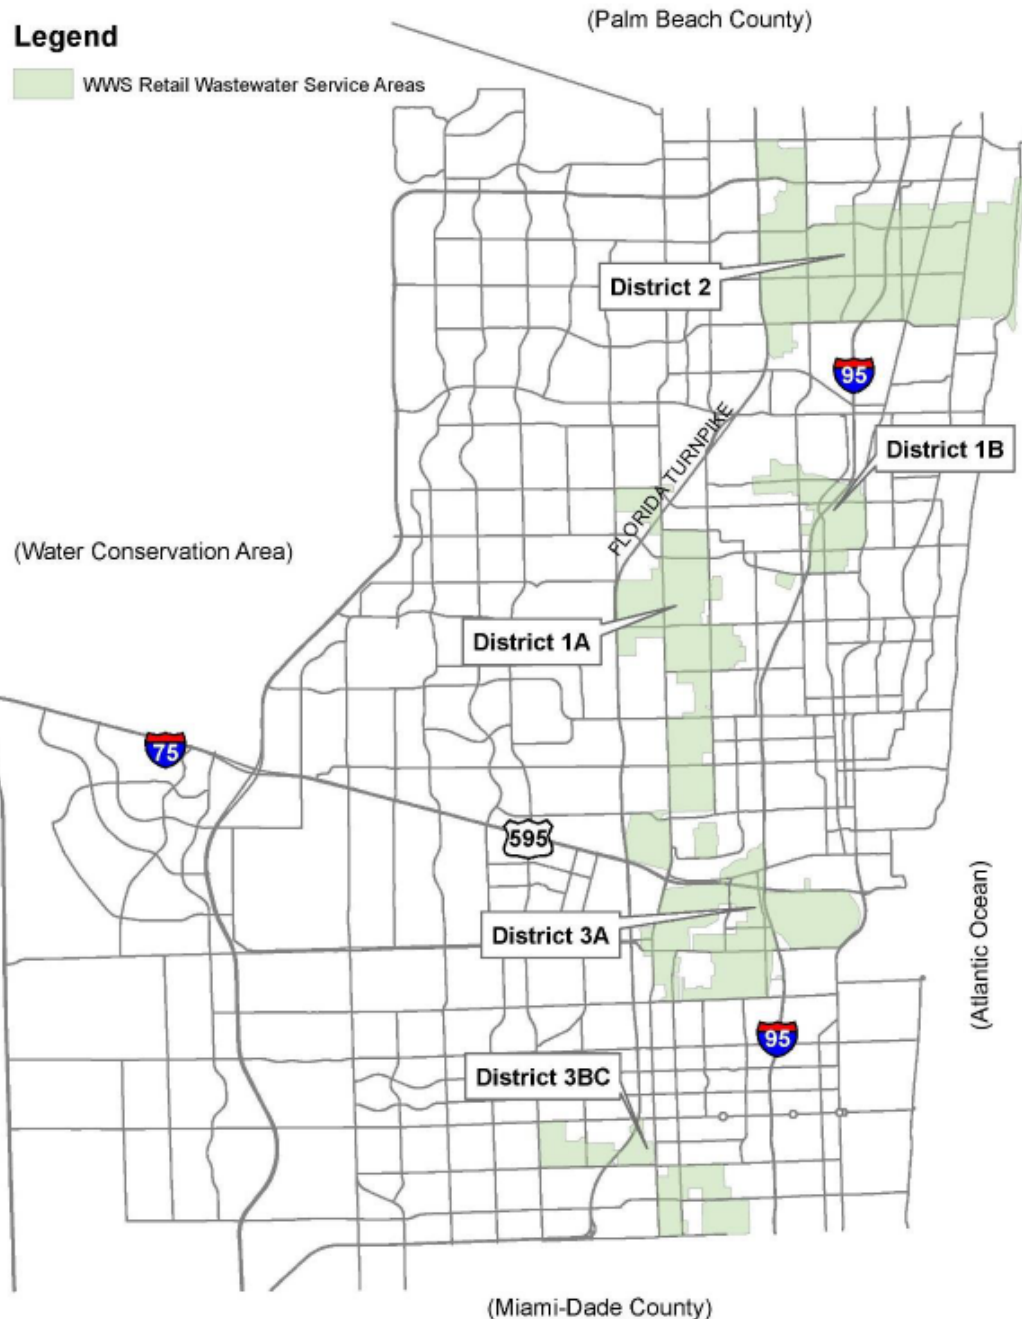 (Palm Beach County)
Legend
WWS Retail Wastewater Service Areas
District 2
95
FLORIDA TURNPIKE
District 1B
(Water Conservation Area)
District 1A
75
595
District 3A
(Atlantic Ocean)
95
District 3BC
(Miami-Dade County)